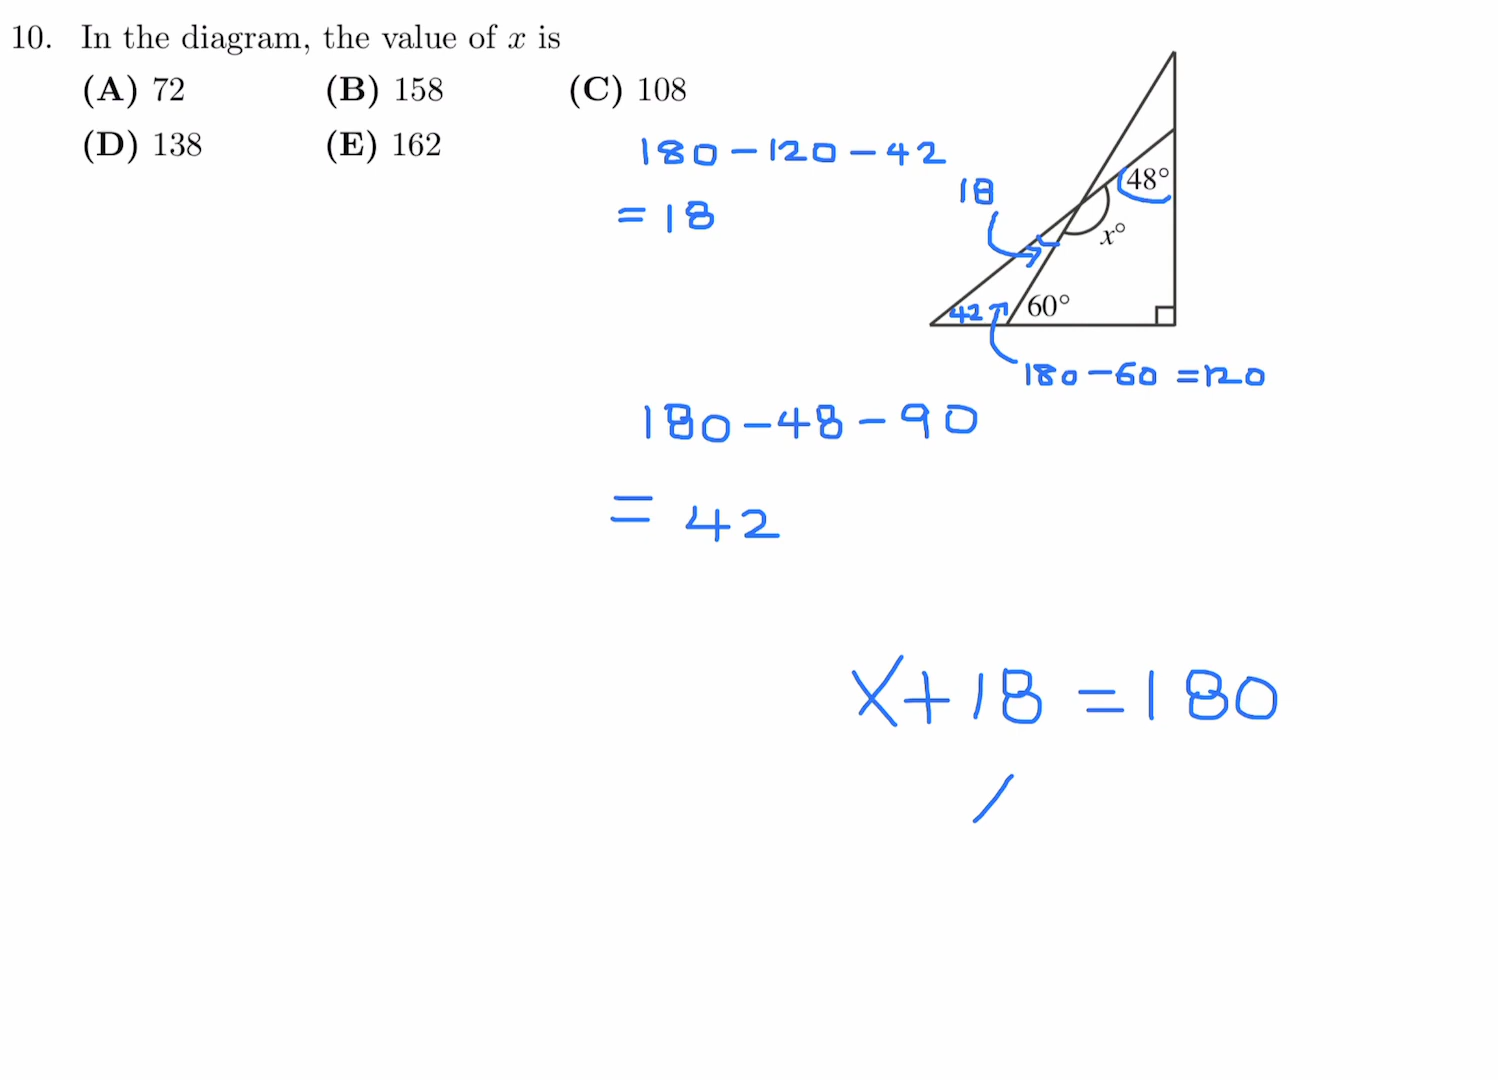 10. In the diagram, the value of x is
(A) 72 (B) 158 (C) 108
(D) 138 (E) 162
180-120-42
= 18
18
48°
x°
42
60°
180-60 =120
180-48-90
= 42
x+18 =180